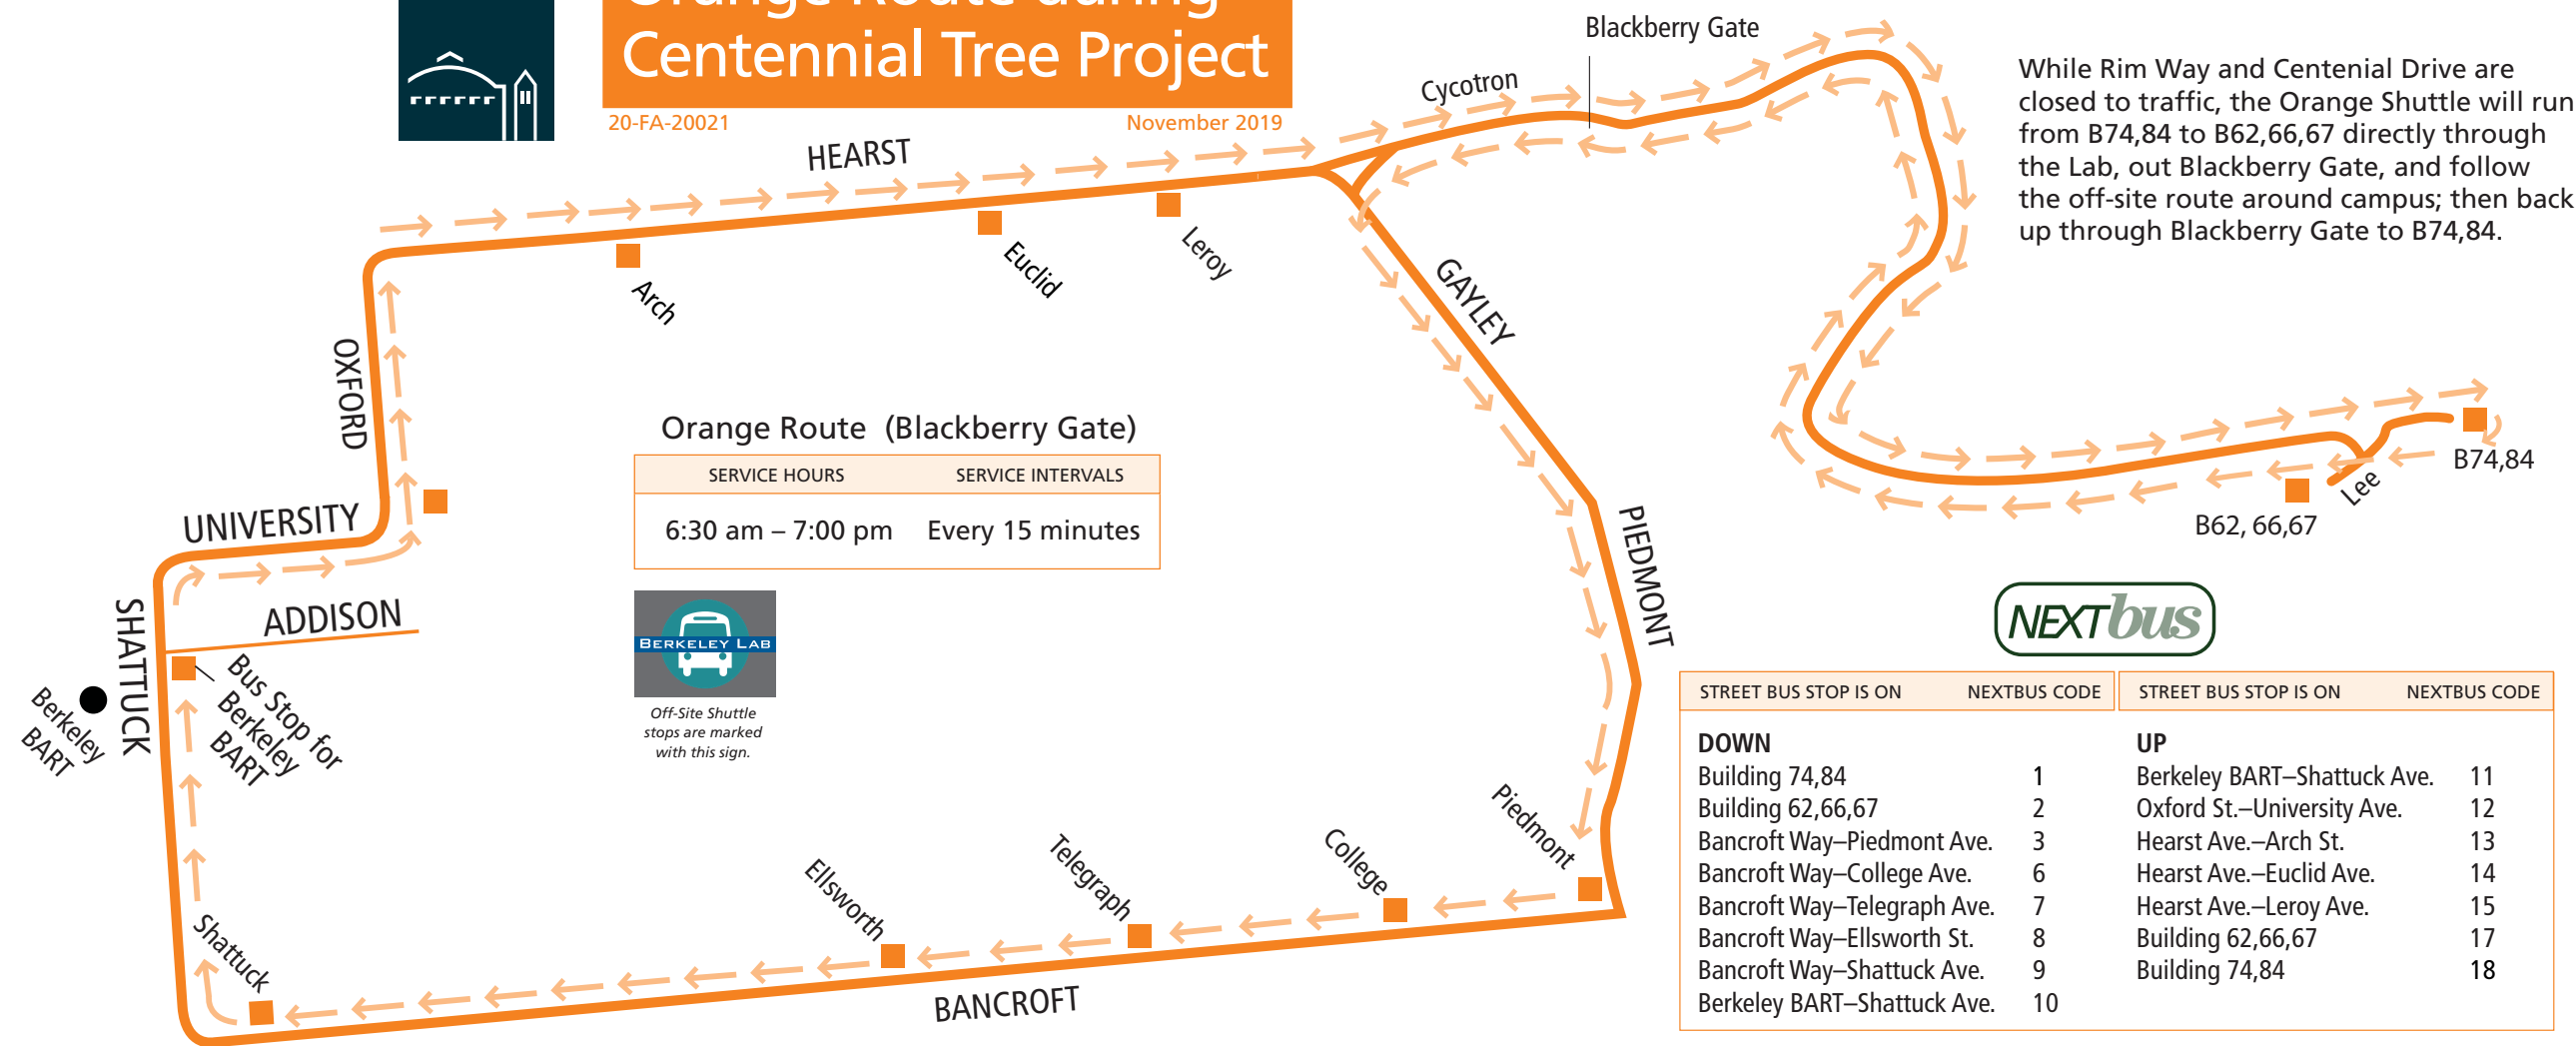 Orange Route during
Centennial Tree Project
20-FA-20021
November 2019
Blackberry Gate
Cycotron
While Rim Way and Centenial Drive are
closed to traffic, the Orange Shuttle will run
from B74,84 to B62,66,67 directly through
the Lab, out Blackberry Gate, and follow
the off-site route around campus; then back
up through Blackberry Gate to B74,84.
HEARST
Arch
Euclid
Leroy
GAYLEY
OXFORD
UNIVERSITY
ADDISON
SHATTUCK
Berkeley
BART
Bus Stop for
Berkeley
BART
Orange Route (Blackberry Gate)
SERVICE HOURS
SERVICE INTERVALS
6:30 am – 7:00 pm
Every 15 minutes
BERKELEY LAB
Off-Site Shuttle
stops are marked
with this sign.
PIEDMONT
B74,84
Lee
B62, 66,67
Shattuck
Ellsworth
Telegraph
College
Piedmont
BANCROFT
NEXTbus
STREET BUS STOP IS ON NEXTBUS CODE
DOWN
Building 74,84 1
Building 62,66,67 2
Bancroft Way–Piedmont Ave. 3
Bancroft Way–College Ave. 6
Bancroft Way–Telegraph Ave. 7
Bancroft Way–Ellsworth St. 8
Bancroft Way–Shattuck Ave. 9
Berkeley BART–Shattuck Ave. 10
STREET BUS STOP IS ON NEXTBUS CODE
UP
Berkeley BART–Shattuck Ave. 11
Oxford St.–University Ave. 12
Hearst Ave.–Arch St. 13
Hearst Ave.–Euclid Ave. 14
Hearst Ave.–Leroy Ave. 15
Building 62,66,67 17
Building 74,84 18